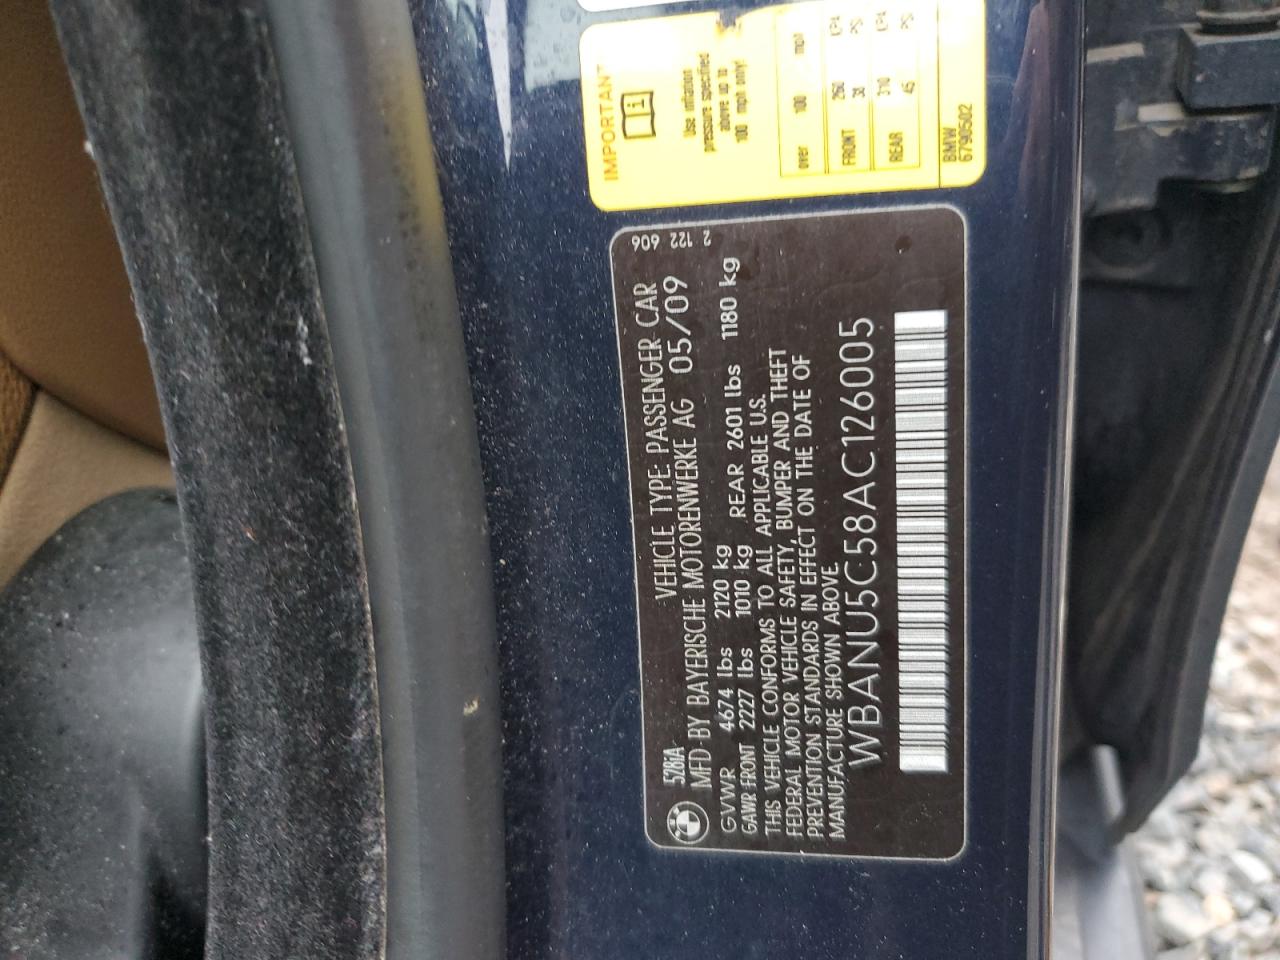 528iA VEHICLE TYPE: PASSENGER CAR
MFD·BY BAYERISCHE MOTORENWERKE AG 05/09
GVWR 4674 lbs 2120 kg
GAWR FRONT 2227 lbs 1010 kg REAR 2601 lbs 1180 kg
THIS VEHICLE CONFORMS TO ALL APPLICABLE U.S.
FEDERAL MOTOR VEHICLE SAFETY, BUMPER AND THEFT
PREVENTION STANDARDS IN EFFECT ON THE DATE OF
MANUFACTURE SHOWN ABOVE.
WBANU5C58AC126005
2 122 606
IMPORTANT
Use inflation
pressure specified
above up to
100 mph only!
over 100 mph
FRONT 260
38
REAR 310
45
BMW
6790502